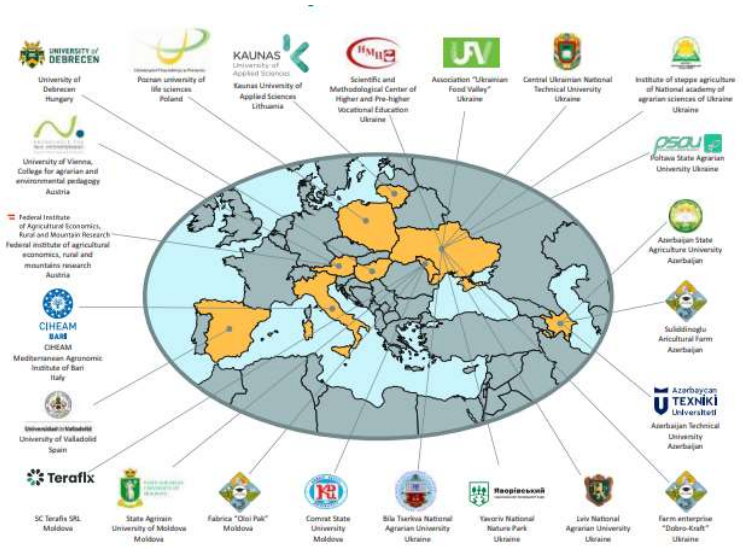 UNIVERSITY of
DEBRECEN
University of
Debrecen
Hungary
Poznan university of
life sciences
Poland
KAUNAS
University of
Applied Sciences
Kaunas University of
Applied Sciences
Lithuania
НМЦ
Scientific and
Methodological Center of
Higher and Pre-higher
Vocational Education
Ukraine
UFV
Association "Ukrainian
Food Valley"
Ukraine
Central Ukrainian National
Technical University
Ukraine
Institute of steppe agriculture
of National academy of
agrarian sciences of Ukraine
Ukraine
University of Vienna,
College for agrarian and
environmental pedagogy
Austria
psau
Poltava State Agrarian
University Ukraine
Federal Institute
of Agricultural Economics,
Rural and Mountain Research
Federal institute of agricultural
economics, rural and
mountains research
Austria
Azerbaijan State
Agriculture University
Azerbaijan
CIHEAM
BARI
CIHEAM
Mediterranean Agronomic
Institute of Bari
Italy
Suliddinoglu
Aricultural Farm
Azerbaijan
Universidad de Valladolid
University of Valladolid
Spain
Azərbaycan
TEXNİKİ
Universiteti
Azerbaijan Technical
University
Azerbaijan
Terafix
SC Terafix SRL
Moldova
State Agrirain
University of Moldova
Moldova
Fabrica "Oloi Pak"
Moldova
Comrat State
University
Moldova
Bila Tserkva National
Agrarian University
Ukraine
Яворівський
Yavoriv National
Nature Park
Ukraine
Lviv National
Agrarian University
Ukraine
Farm enterprise
"Dobro-Kraft"
Ukraine